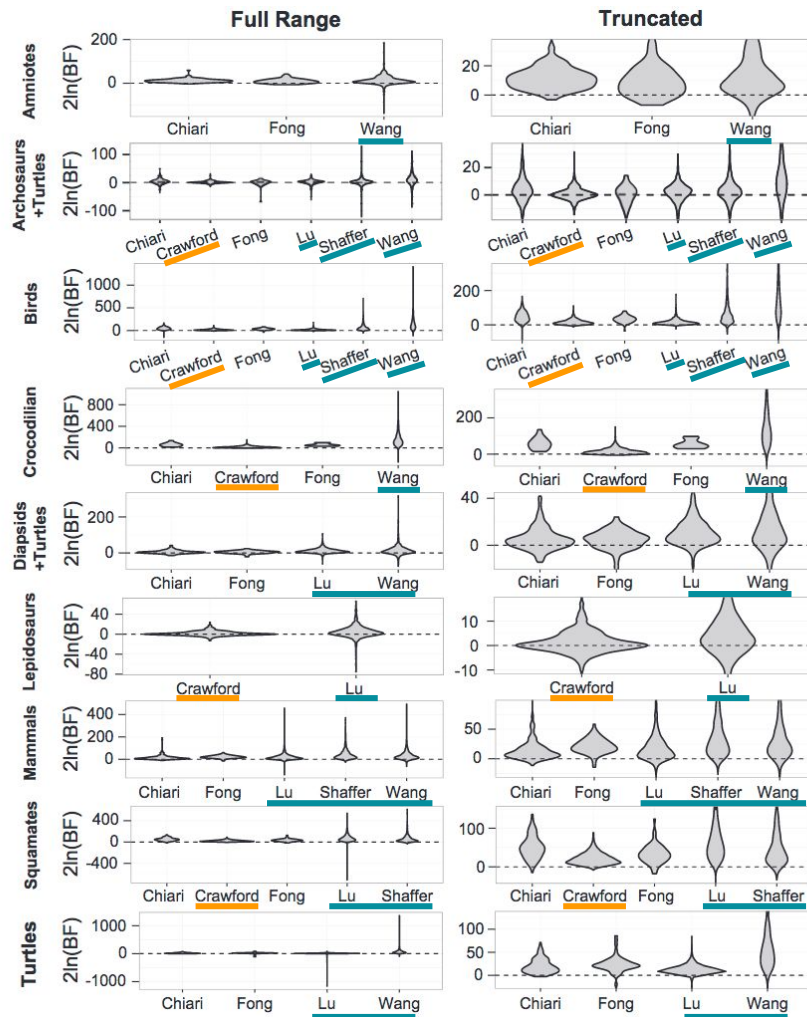 Full Range Truncated
Amniotes
2ln(BF)
200
0
Chiari Fong Wang
20
0
Chiari Fong Wang
Archosaurs
+Turtles
2ln(BF)
100
0
-100
Chiari Crawford Fong Lu Shaffer Wang
20
0
Chiari Crawford Fong Lu Shaffer Wang
Birds
2ln(BF)
1000
500
0
Chiari Crawford Fong Lu Shaffer Wang
200
0
Chiari Crawford Fong Lu Shaffer Wang
Crocodilian
2ln(BF)
800
400
0
Chiari Crawford Fong Wang
200
0
Chiari Crawford Fong Wang
Diapsids
+Turtles
2ln(BF)
200
0
Chiari Fong Lu Wang
40
0
Chiari Fong Lu Wang
Lepidosaurs
2ln(BF)
40
0
-40
-80
Crawford Lu
10
0
-10
Crawford Lu
Mammals
2ln(BF)
400
200
0
Chiari Fong Lu Shaffer Wang
50
0
Chiari Fong Lu Shaffer Wang
Squamates
2ln(BF)
400
0
-400
Chiari Crawford Fong Lu Shaffer
100
0
Chiari Crawford Fong Lu Shaffer
Turtles
2ln(BF)
1000
0
-1000
Chiari Fong Lu Wang
100
50
0
Chiari Fong Lu Wang